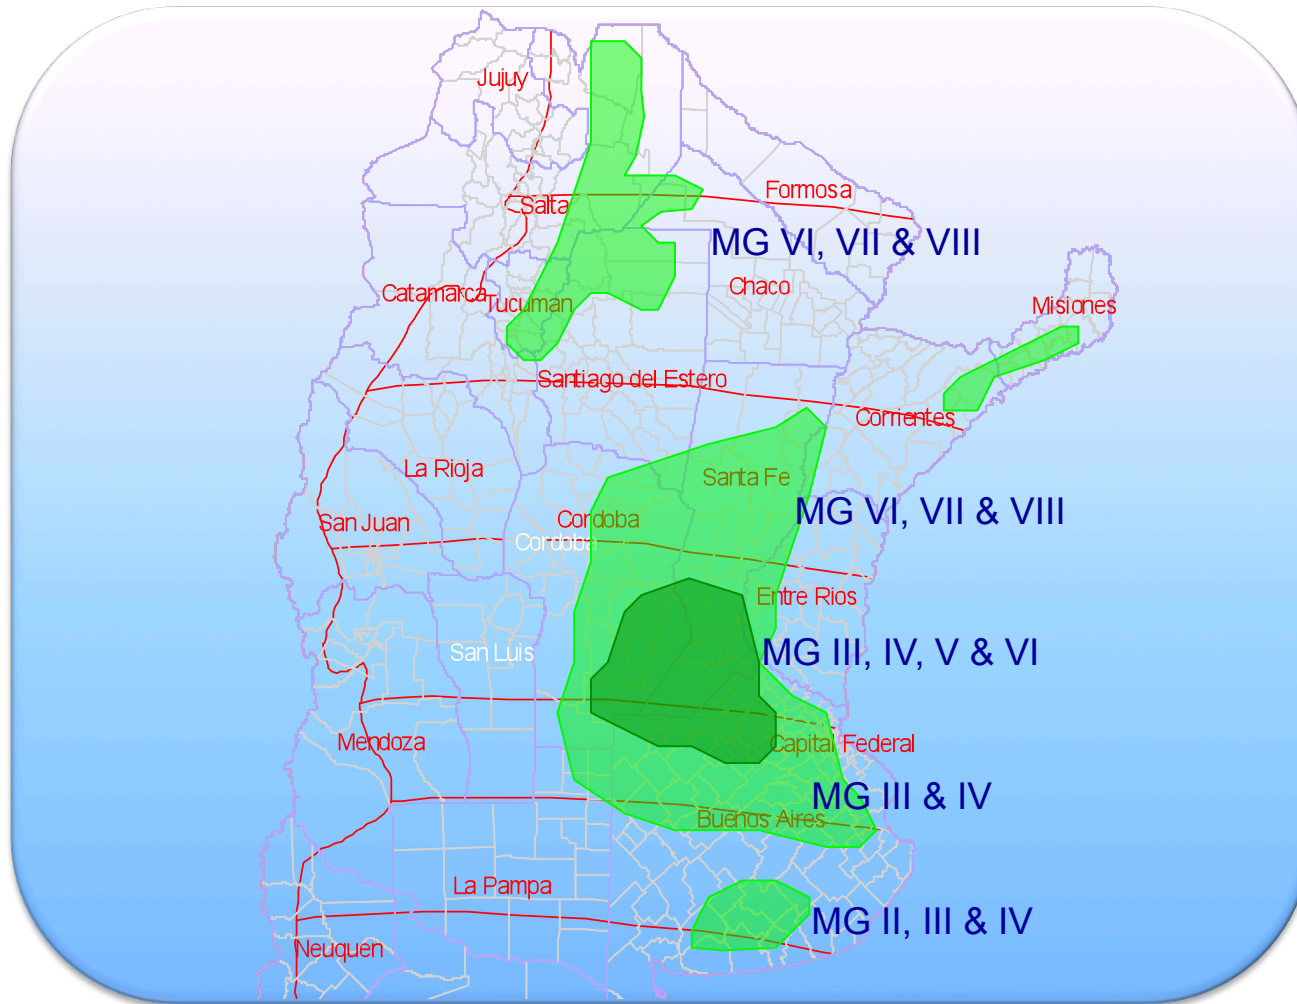 Jujuy
Formosa
Salta
MG VI, VII & VIII
Chaco
Catamarca
Tucuman
Misiones
Santiago del Estero
Corrientes
La Rioja
Santa Fe
MG VI, VII & VIII
San Juan
Cordoba
Cordoba
Entre Rios
San Luis
MG III, IV, V & VI
Mendoza
Capital Federal
MG III & IV
Buenos Aires
La Pampa
MG II, III & IV
Neuquen